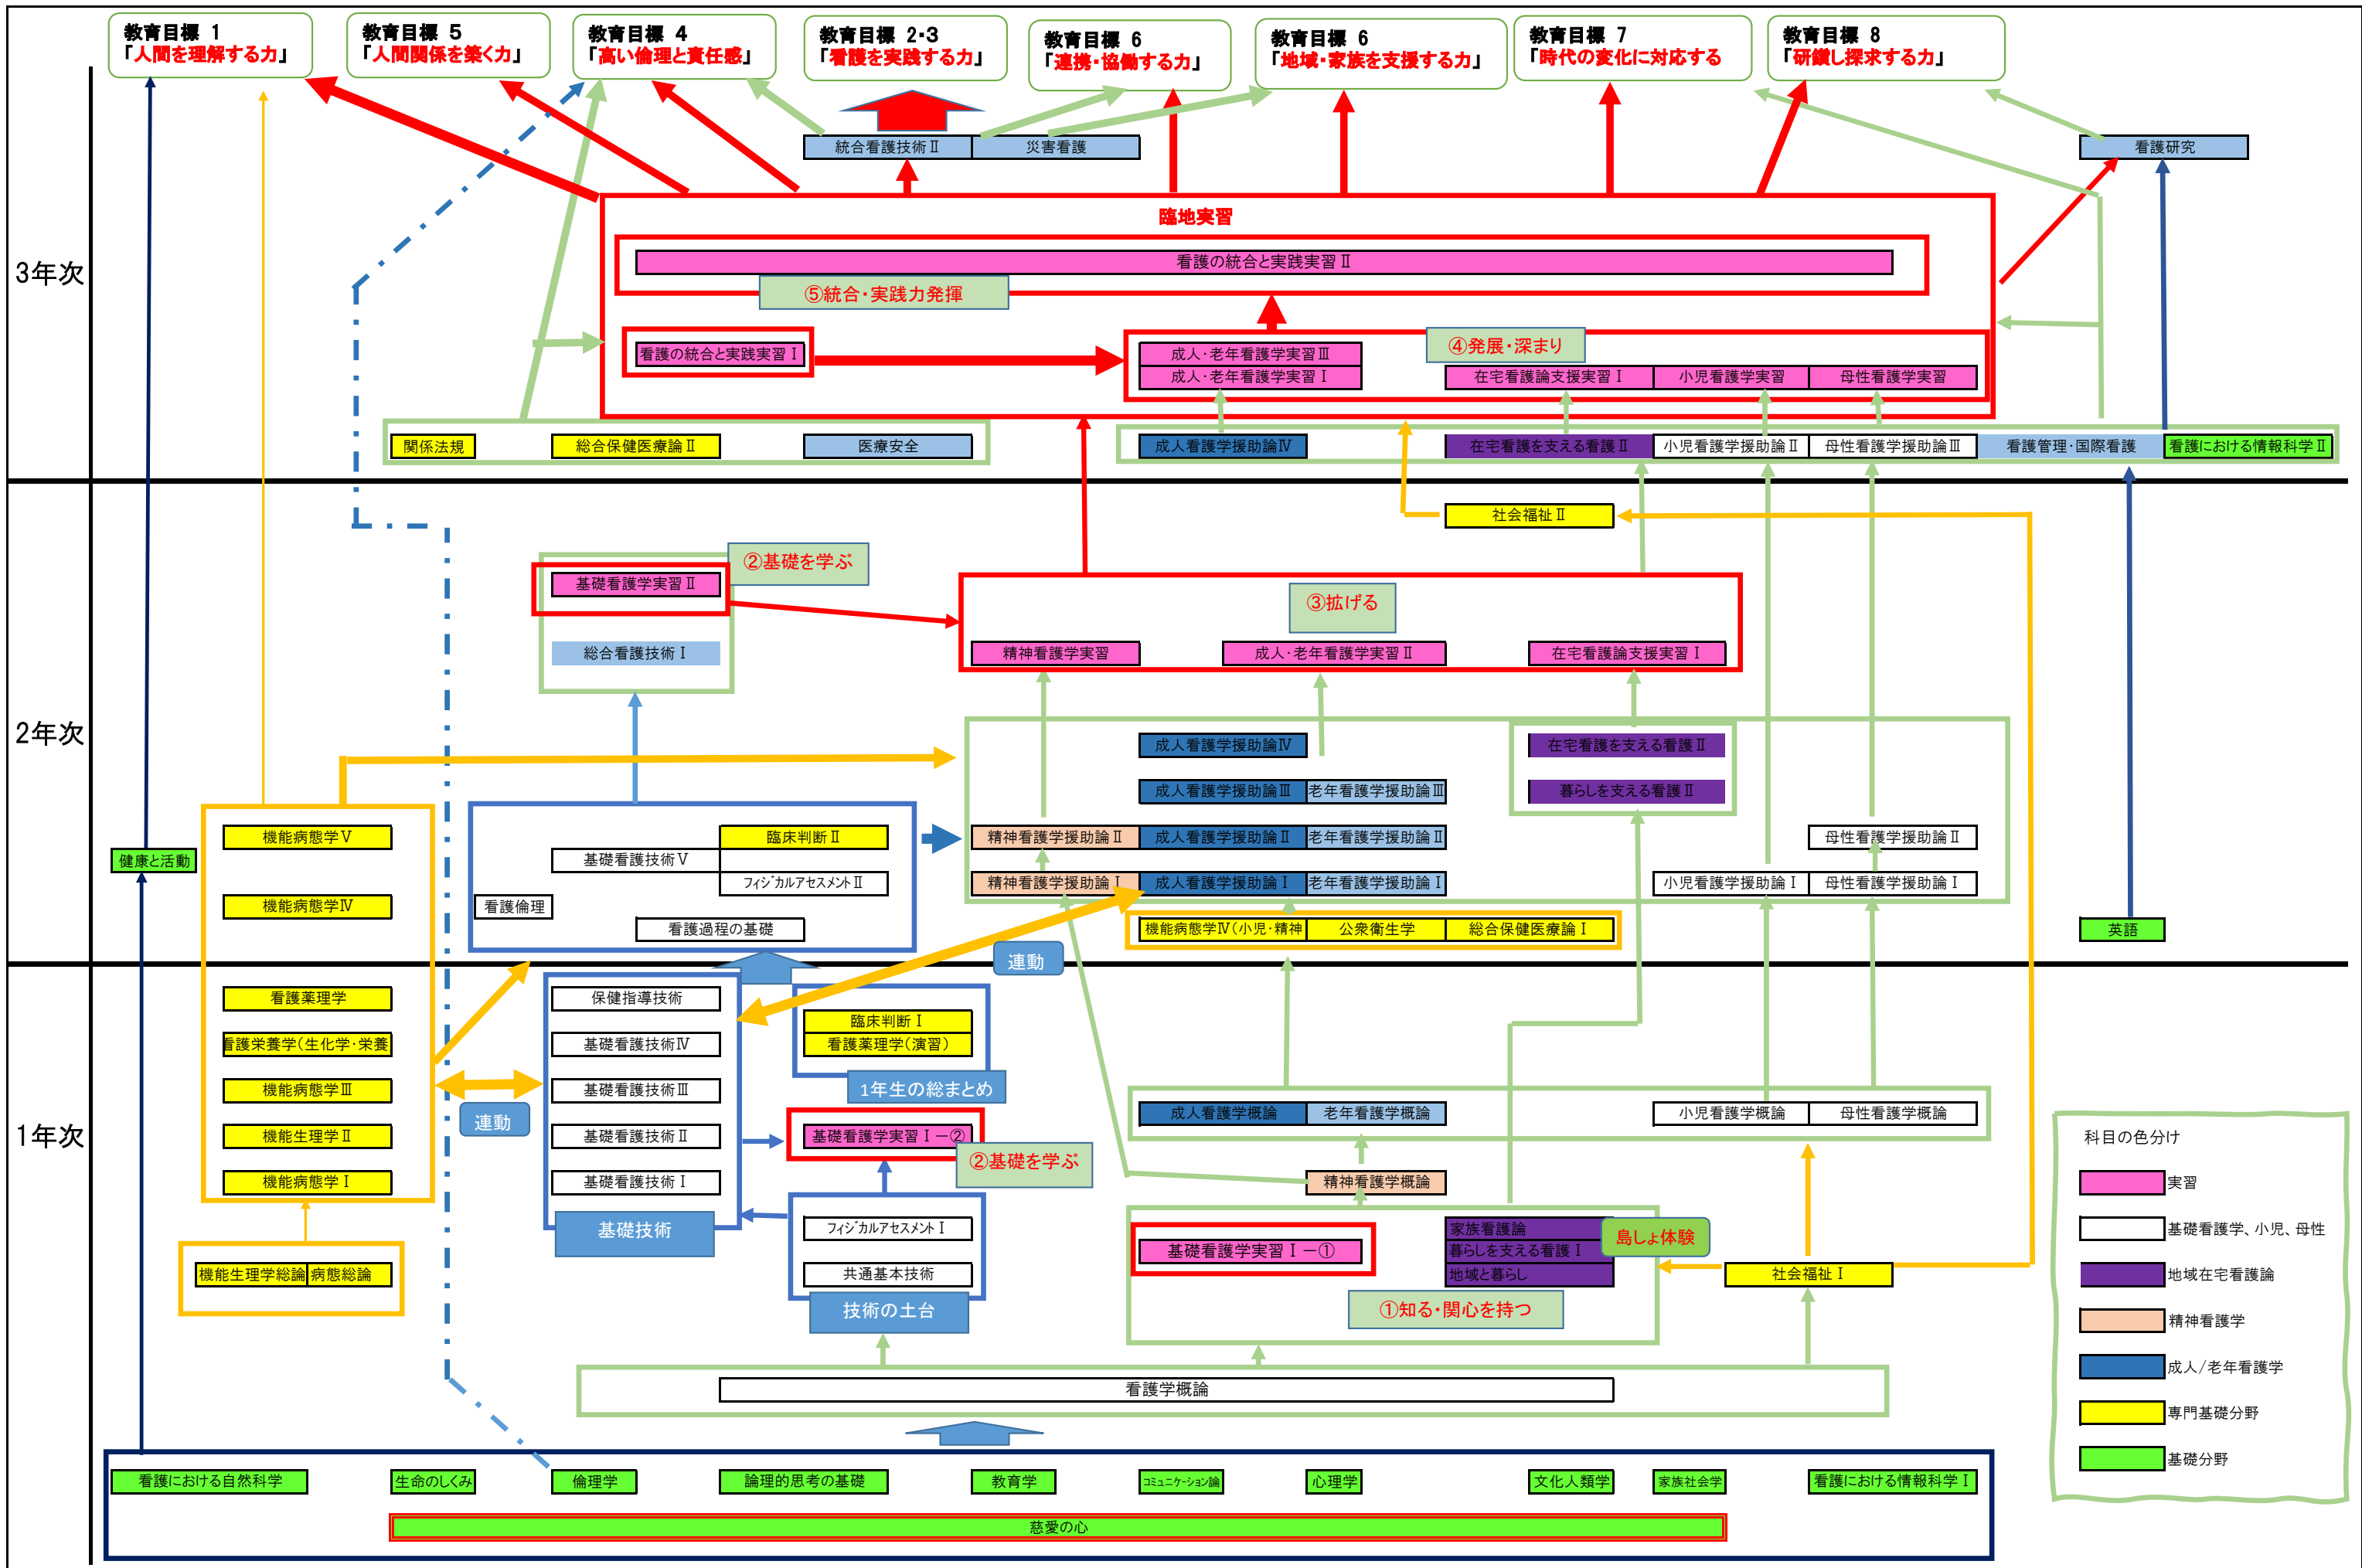 教育目標 1
「人間を理解する力」
教育目標 5
「人間関係を築く力」
教育目標 4
「高い倫理と責任感」
教育目標 2・3
「看護を実践する力」
教育目標 6
「連携・協働する力」
教育目標 6
「地域・家族を支援する力」
教育目標 7
「時代の変化に対応する
教育目標 8
「研鑽し探求する力」
統合看護技術Ⅱ
災害看護
看護研究
臨地実習
3年次
看護の統合と実践実習Ⅱ
⑤統合・実践力発揮
看護の統合と実践実習Ⅰ
成人・老年看護学実習Ⅲ
④発展・深まり
成人・老年看護学実習Ⅰ
在宅看護論支援実習Ⅰ
小児看護学実習
母性看護学実習
関係法規
総合保健医療論Ⅱ
医療安全
成人看護学援助論Ⅳ
在宅看護を支える看護Ⅱ
小児看護学援助論Ⅱ
母性看護学援助論Ⅲ
看護管理・国際看護
看護における情報科学Ⅱ
社会福祉Ⅱ
②基礎を学ぶ
基礎看護学実習Ⅱ
③拡げる
総合看護技術Ⅰ
精神看護学実習
成人・老年看護学実習Ⅱ
在宅看護論支援実習Ⅰ
2年次
成人看護学援助論Ⅳ
在宅看護を支える看護Ⅱ
成人看護学援助論Ⅲ
老年看護学援助論Ⅲ
暮らしを支える看護Ⅱ
機能病態学Ⅴ
臨床判断Ⅱ
精神看護学援助論Ⅱ
成人看護学援助論Ⅱ
老年看護学援助論Ⅱ
母性看護学援助論Ⅱ
健康と活動
基礎看護技術Ⅴ
フィジカルアセスメントⅡ
精神看護学援助論Ⅰ
成人看護学援助論Ⅰ
老年看護学援助論Ⅰ
小児看護学援助論Ⅰ
母性看護学援助論Ⅰ
機能病態学Ⅳ
看護倫理
看護過程の基礎
機能病態学Ⅳ(小児・精神
公衆衛生学
総合保健医療論Ⅰ
英語
連動
看護薬理学
保健指導技術
臨床判断Ⅰ
看護栄養学(生化学・栄養
基礎看護技術Ⅳ
看護薬理学(演習)
機能病態学Ⅲ
基礎看護技術Ⅲ
1年生の総まとめ
連動
1年次
成人看護学概論
老年看護学概論
小児看護学概論
母性看護学概論
機能生理学Ⅱ
基礎看護技術Ⅱ
基礎看護学実習Ⅰ－②
②基礎を学ぶ
機能病態学Ⅰ
基礎看護技術Ⅰ
精神看護学概論
基礎技術
フィジカルアセスメントⅠ
家族看護論
島しょ体験
基礎看護学実習Ⅰ－①
暮らしを支える看護Ⅰ
機能生理学総論
病態総論
共通基本技術
地域と暮らし
社会福祉Ⅰ
技術の土台
①知る・関心を持つ
看護学概論
看護における自然科学
生命のしくみ
倫理学
論理的思考の基礎
教育学
コミュニケーション論
心理学
文化人類学
家族社会学
看護における情報科学Ⅰ
慈愛の心
科目の色分け
実習
基礎看護学、小児、母性
地域在宅看護論
精神看護学
成人/老年看護学
専門基礎分野
基礎分野